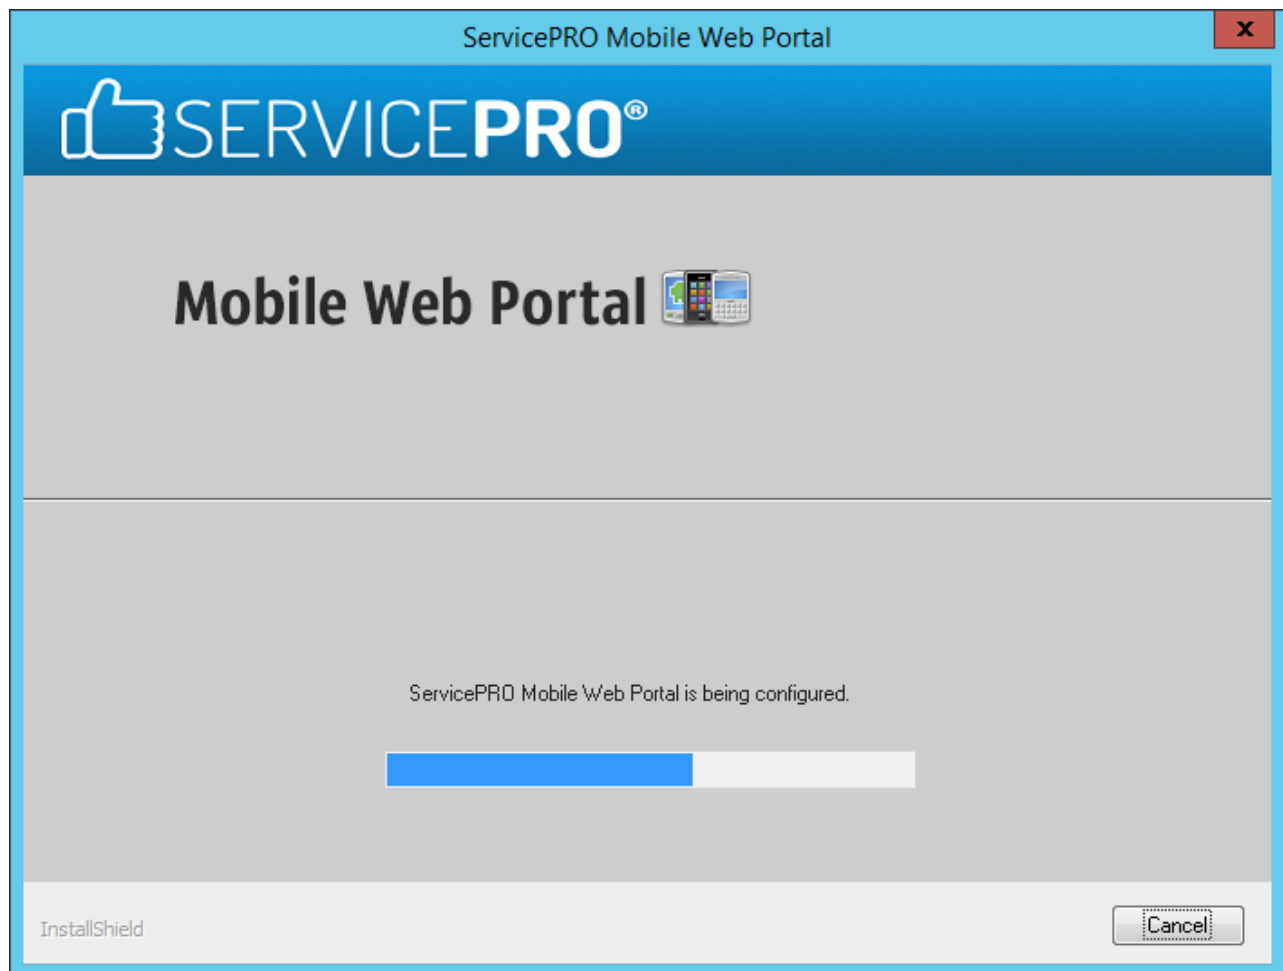 ServicePRO Mobile Web Portal
x
SERVICEPRO®
Mobile Web Portal
ServicePRO Mobile Web Portal is being configured.
InstallShield
Cancel